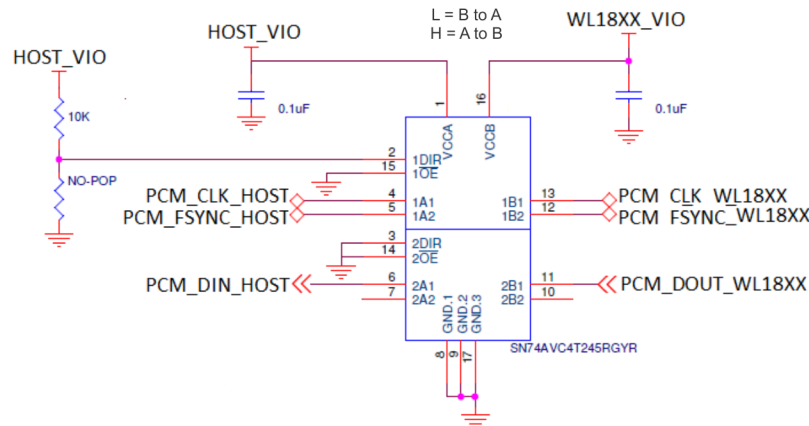 L = B to A
H = A to B
HOST_VIO
WL18XX_VIO
HOST_VIO
0.1uF
0.1uF
10K
NO-POP
1
16
VCCA
VCCB
2
1DIR
15
1OE
PCM_CLK_HOST
4
1A1
1B1
13
PCM_CLK_WL18XX
PCM_FSYNC_HOST
5
1A2
1B2
12
PCM_FSYNC_WL18XX
3
2DIR
14
2OE
PCM_DIN_HOST
6
2A1
2B1
11
PCM_DOUT_WL18XX
7
2A2
2B2
10
GND.1
GND.2
GND.3
8
9
17
SN74AVC4T245RGYR